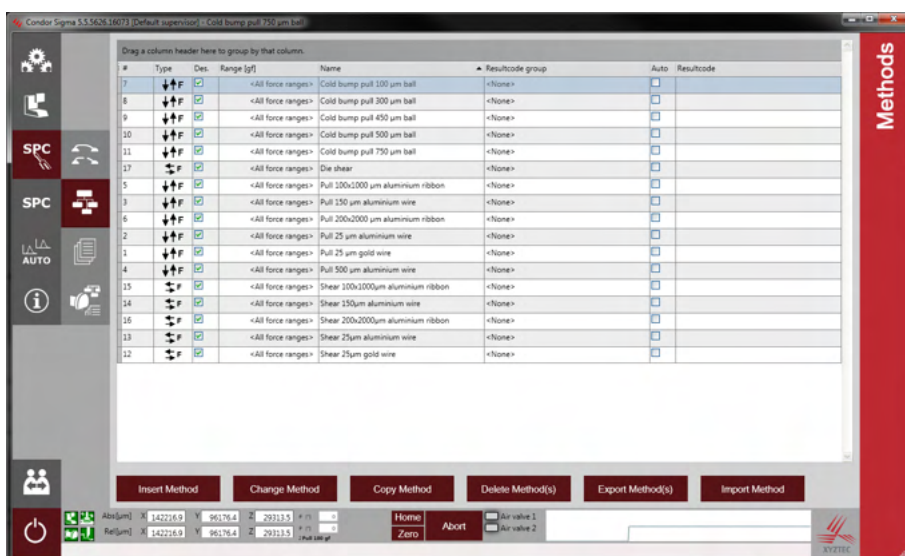 Condor Sigma 5.5.5626.16073 [Default supervisor] - Cold bump pull 750 µm ball
Methods
Drag a column header here to group by that column.
# Type Des. Range [gf] Name Resultcode group Auto Resultcode
7 F <All force ranges> Cold bump pull 100 µm ball <None>
8 F <All force ranges> Cold bump pull 300 µm ball <None>
9 F <All force ranges> Cold bump pull 450 µm ball <None>
10 F <All force ranges> Cold bump pull 500 µm ball <None>
11 F <All force ranges> Cold bump pull 750 µm ball <None>
17 F <All force ranges> Die shear <None>
5 F <All force ranges> Pull 100x1000 µm aluminium ribbon <None>
3 F <All force ranges> Pull 150 µm aluminium wire <None>
6 F <All force ranges> Pull 200x2000 µm aluminium ribbon <None>
2 F <All force ranges> Pull 25 µm aluminium wire <None>
1 F <All force ranges> Pull 25 µm gold wire <None>
4 F <All force ranges> Pull 500 µm aluminium wire <None>
15 F <All force ranges> Shear 100x1000µm aluminium ribbon <None>
14 F <All force ranges> Shear 150µm aluminium wire <None>
16 F <All force ranges> Shear 200x2000µm aluminium ribbon <None>
13 F <All force ranges> Shear 25µm aluminium wire <None>
12 F <All force ranges> Shear 25µm gold wire <None>
SPC
SPC
AUTO
i
Insert Method Change Method Copy Method Delete Method(s) Export Method(s) Import Method
Abs[µm] X 142216.9 Y 96176.4 Z 29313.5 0 Home Abort Air valve 1
Rel[µm] X 142216.9 Y 96176.4 Z 29313.5 0 Zero Air valve 2
Pull 100 gf
XYZTEC